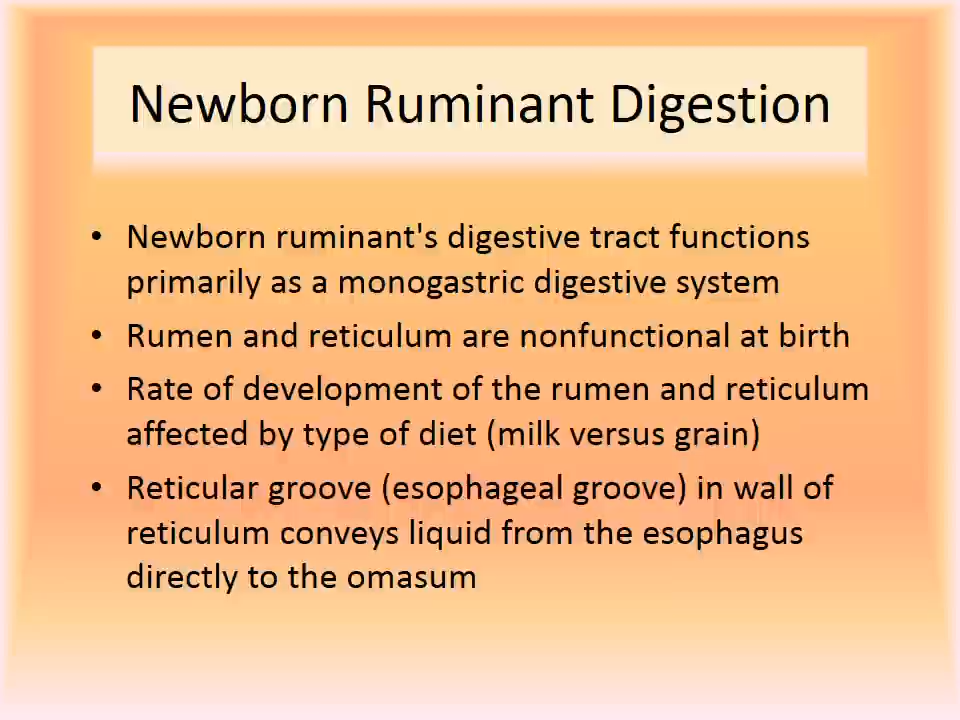 Newborn Ruminant Digestion
• Newborn ruminant's digestive tract functions
primarily as a monogastric digestive system
• Rumen and reticulum are nonfunctional at birth
• Rate of development of the rumen and reticulum
affected by type of diet (milk versus grain)
• Reticular groove (esophageal groove) in wall of
reticulum conveys liquid from the esophagus
directly to the omasum